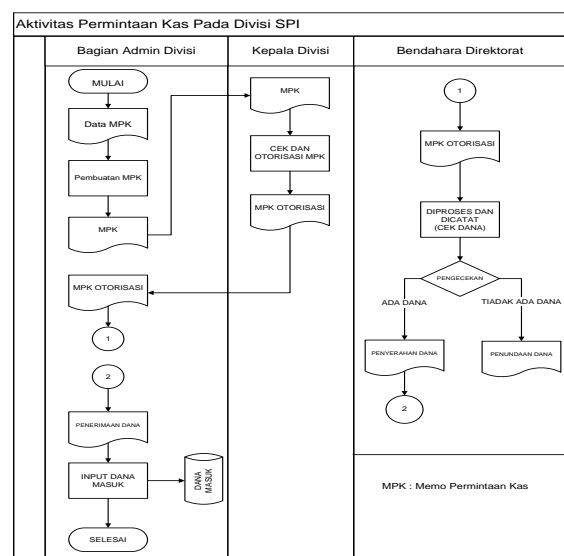 Aktivitas Permintaan Kas Pada Divisi SPI
Bagian Admin Divisi
Kepala Divisi
Bendahara Direktorat
MULAI
Data MPK
Pembuatan MPK
MPK
MPK OTORISASI
1
2
PENERIMAAN DANA
INPUT DANA
MASUK
DANA
MASUK
SELESAI
MPK
CEK DAN
OTORISASI MPK
MPK OTORISASI
1
MPK OTORISASI
DIPROSES DAN
DICATAT
(CEK DANA)
PENGECEKAN
ADA DANA
TIADAK ADA DANA
PENYERAHAN DANA
PENUNDAAN DANA
2
MPK : Memo Permintaan Kas